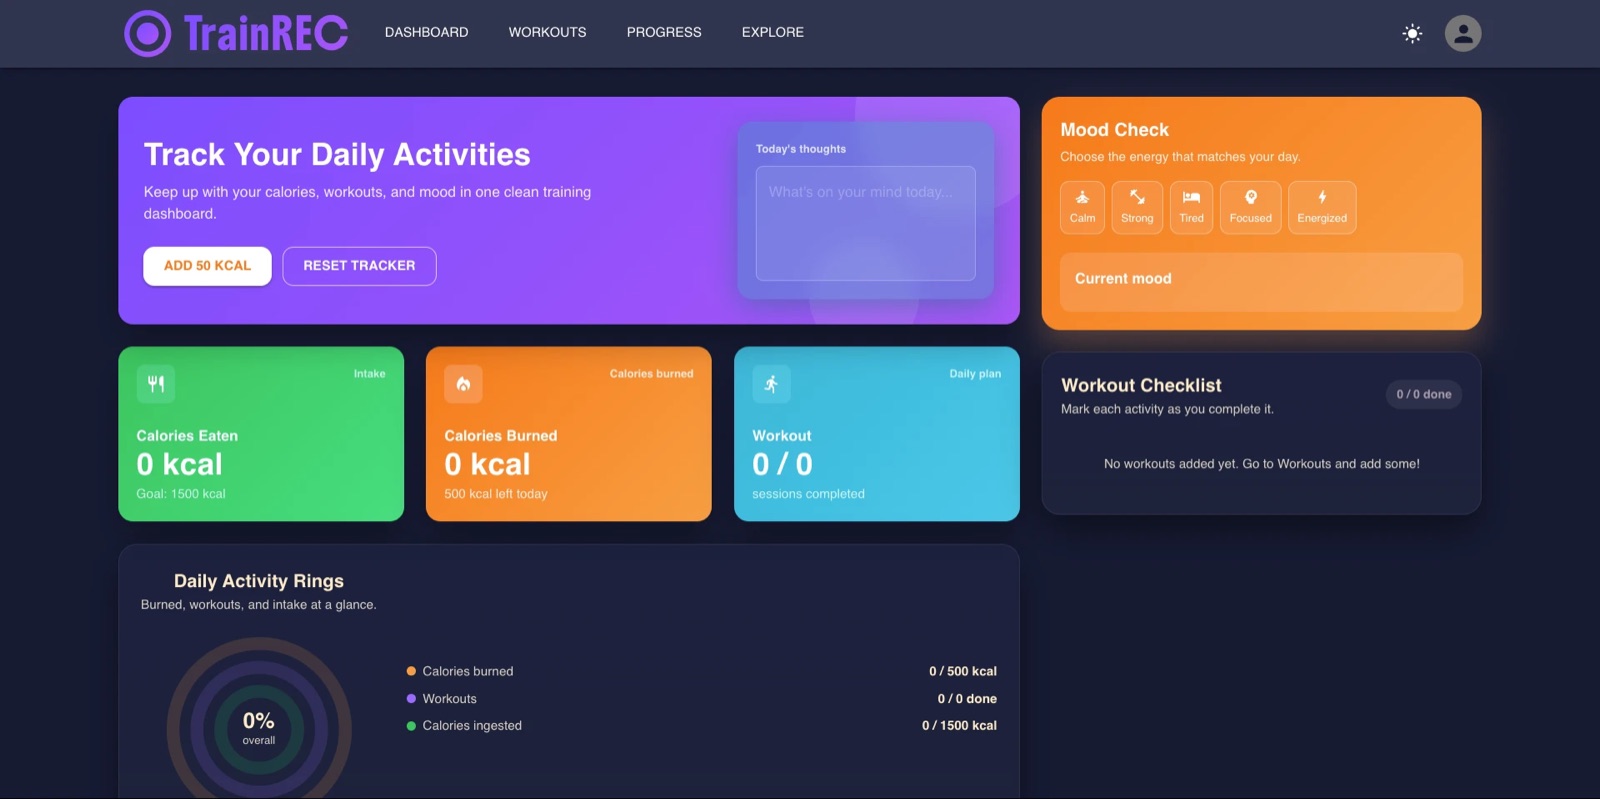 TrainREC
DASHBOARD
WORKOUTS
PROGRESS
EXPLORE
Track Your Daily Activities
Keep up with your calories, workouts, and mood in one clean training
dashboard.
ADD 50 KCAL
RESET TRACKER
Today's thoughts
What's on your mind today...
Mood Check
Choose the energy that matches your day.
Calm
Strong
Tired
Focused
Energized
Current mood
Intake
Calories Eaten
0 kcal
Goal: 1500 kcal
Calories burned
Calories Burned
0 kcal
500 kcal left today
Daily plan
Workout
0 / 0
sessions completed
Workout Checklist
0 / 0 done
Mark each activity as you complete it.
No workouts added yet. Go to Workouts and add some!
Daily Activity Rings
Burned, workouts, and intake at a glance.
0%
overall
Calories burned
0 / 500 kcal
Workouts
0 / 0 done
Calories ingested
0 / 1500 kcal